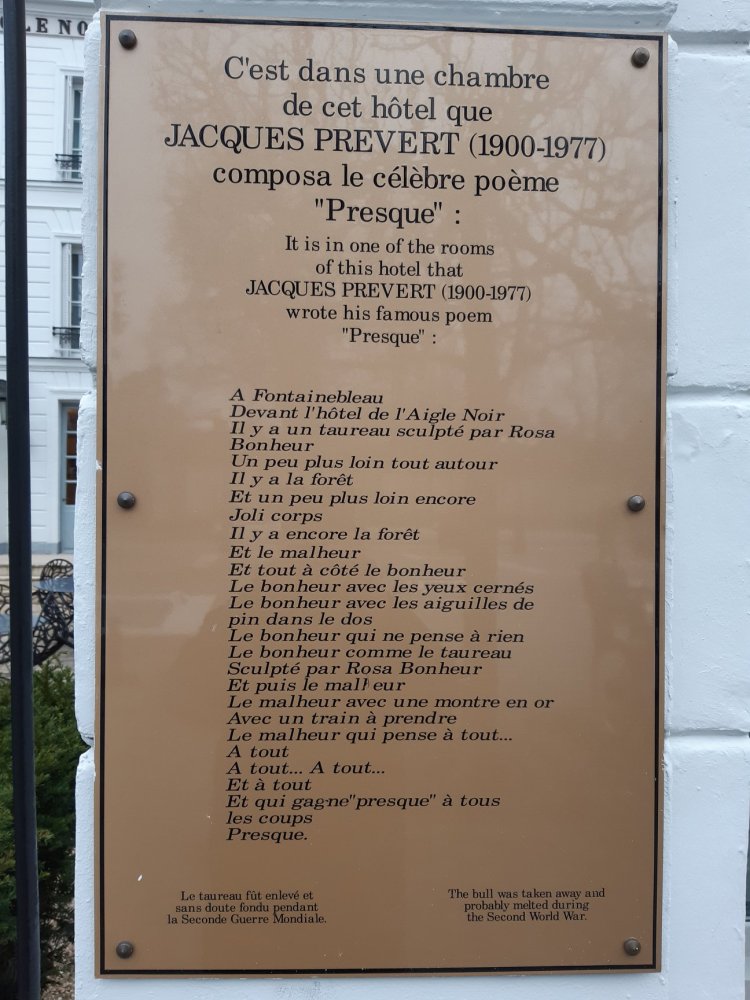 LE NO
C'est dans une chambre
de cet hôtel que
JACQUES PREVERT (1900-1977)
composa le célèbre poème
"Presque" :
It is in one of the rooms
of this hotel that
JACQUES PREVERT (1900-1977)
wrote his famous poem
"Presque" :
A Fontainebleau
Devant l'hôtel de l'Aigle Noir
Il y a un taureau sculpté par Rosa
Bonheur
Un peu plus loin tout autour
Il y a la forêt
Et un peu plus loin encore
Joli corps
Il y a encore la forêt
Et le malheur
Et tout à côté le bonheur
Le bonheur avec les yeux cernés
Le bonheur avec les aiguilles de
pin dans le dos
Le bonheur qui ne pense à rien
Le bonheur comme le taureau
Sculpté par Rosa Bonheur
Et puis le malheur
Le malheur avec une montre en or
Avec un train à prendre
Le malheur qui pense à tout...
A tout
A tout... A tout...
Et à tout
Et qui gagne"presque" à tous
les coups
Presque.
Le taureau fût enlevé et
sans doute fondu pendant
la Seconde Guerre Mondiale.
The bull was taken away and
probably melted during
the Second World War.